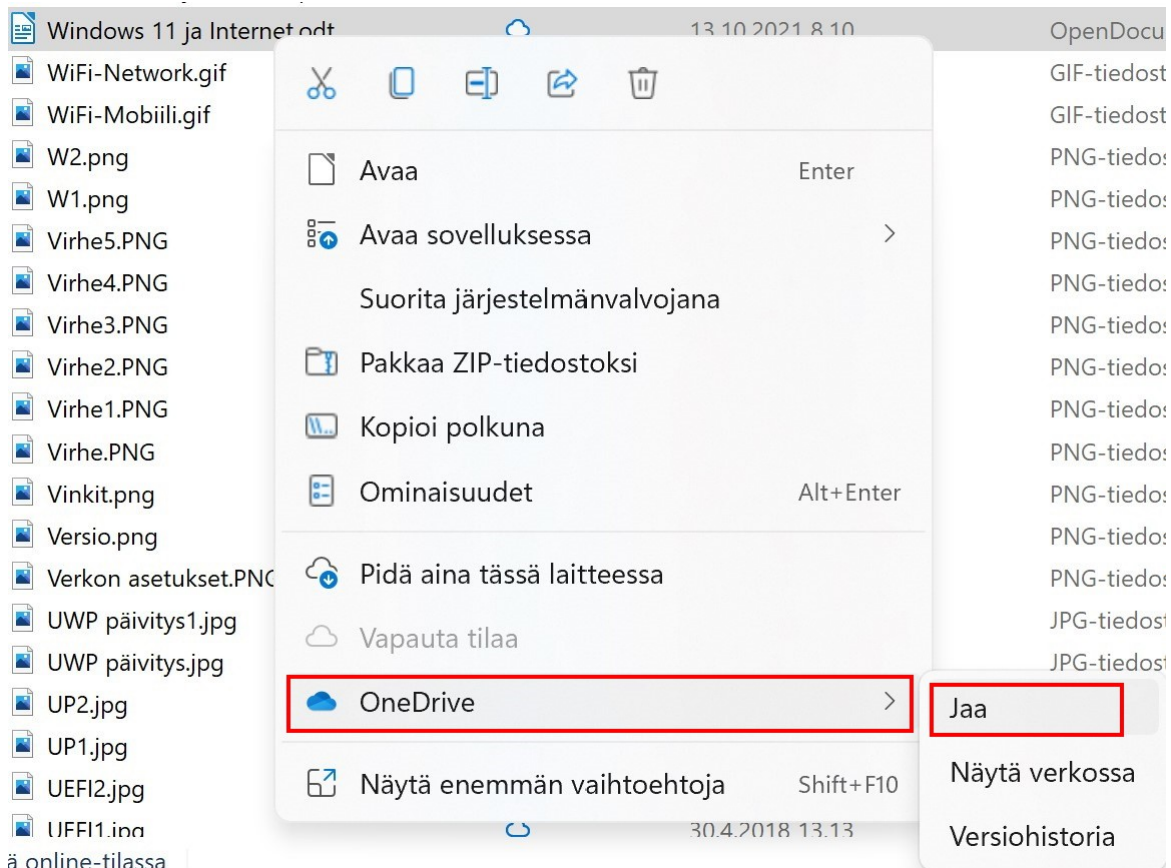 Windows 11 ja Internet.odt 13.10.2021 8.10 OpenDocu
WiFi-Network.gif GIF-tiedost
WiFi-Mobiili.gif GIF-tiedost
W2.png PNG-tiedos
W1.png PNG-tiedos
Virhe5.PNG PNG-tiedos
Virhe4.PNG PNG-tiedos
Virhe3.PNG PNG-tiedos
Virhe2.PNG PNG-tiedos
Virhe1.PNG PNG-tiedos
Virhe.PNG PNG-tiedos
Vinkit.png PNG-tiedos
Versio.png PNG-tiedos
Verkon asetukset.PNG PNG-tiedos
UWP päivitys1.jpg JPG-tiedost
UWP päivitys.jpg JPG-tiedost
UP2.jpg
UP1.jpg
UEFI2.jpg
UEFI1.jpg 30.4.2018 13.13
ä online-tilassa
Avaa Enter
Avaa sovelluksessa
Suorita järjestelmänvalvojana
Pakkaa ZIP-tiedostoksi
Kopioi polkuna
Ominaisuudet Alt+Enter
Pidä aina tässä laitteessa
Vapauta tilaa
OneDrive
Näytä enemmän vaihtoehtoja Shift+F10
Jaa
Näytä verkossa
Versiohistoria